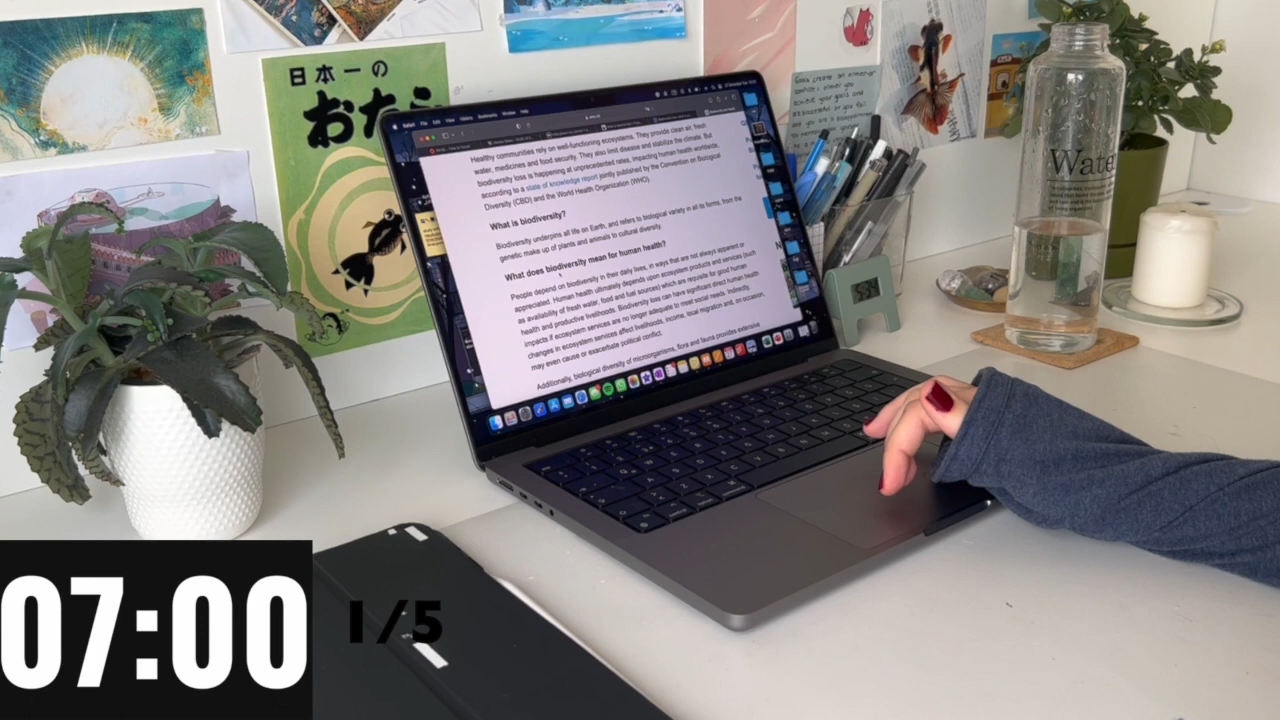 日本一の
おたら
Healthy communities rely on well-functioning ecosystems. They provide clean air, fresh
water, medicines and food security. They also limit disease and stabilize the climate. But
biodiversity loss is happening at unprecedented rates, impacting human health worldwide,
according to a state of knowledge report jointly published by the Convention on Biological
Diversity (CBD) and the World Health Organization (WHO).
What is biodiversity?
Biodiversity underpins all life on Earth, and refers to biological variety in all its forms, from the
genetic make up of plants and animals to cultural diversity.
What does biodiversity mean for human health?
People depend on biodiversity in their daily lives, in ways that are not always apparent or
appreciated. Human health ultimately depends upon ecosystem products and services (such
as availability of fresh water, food and fuel sources) which are requisite for good human
health and productive livelihoods. Biodiversity loss can have significant direct human health
impacts if ecosystem services are no longer adequate to meet social needs. Indirectly,
changes in ecosystem services affect livelihoods, income, local migration and, on occasion,
may even cause or exacerbate political conflict.
Additionally, biological diversity of microorganisms, flora and fauna provides extensive
Wate
07:00
1/5